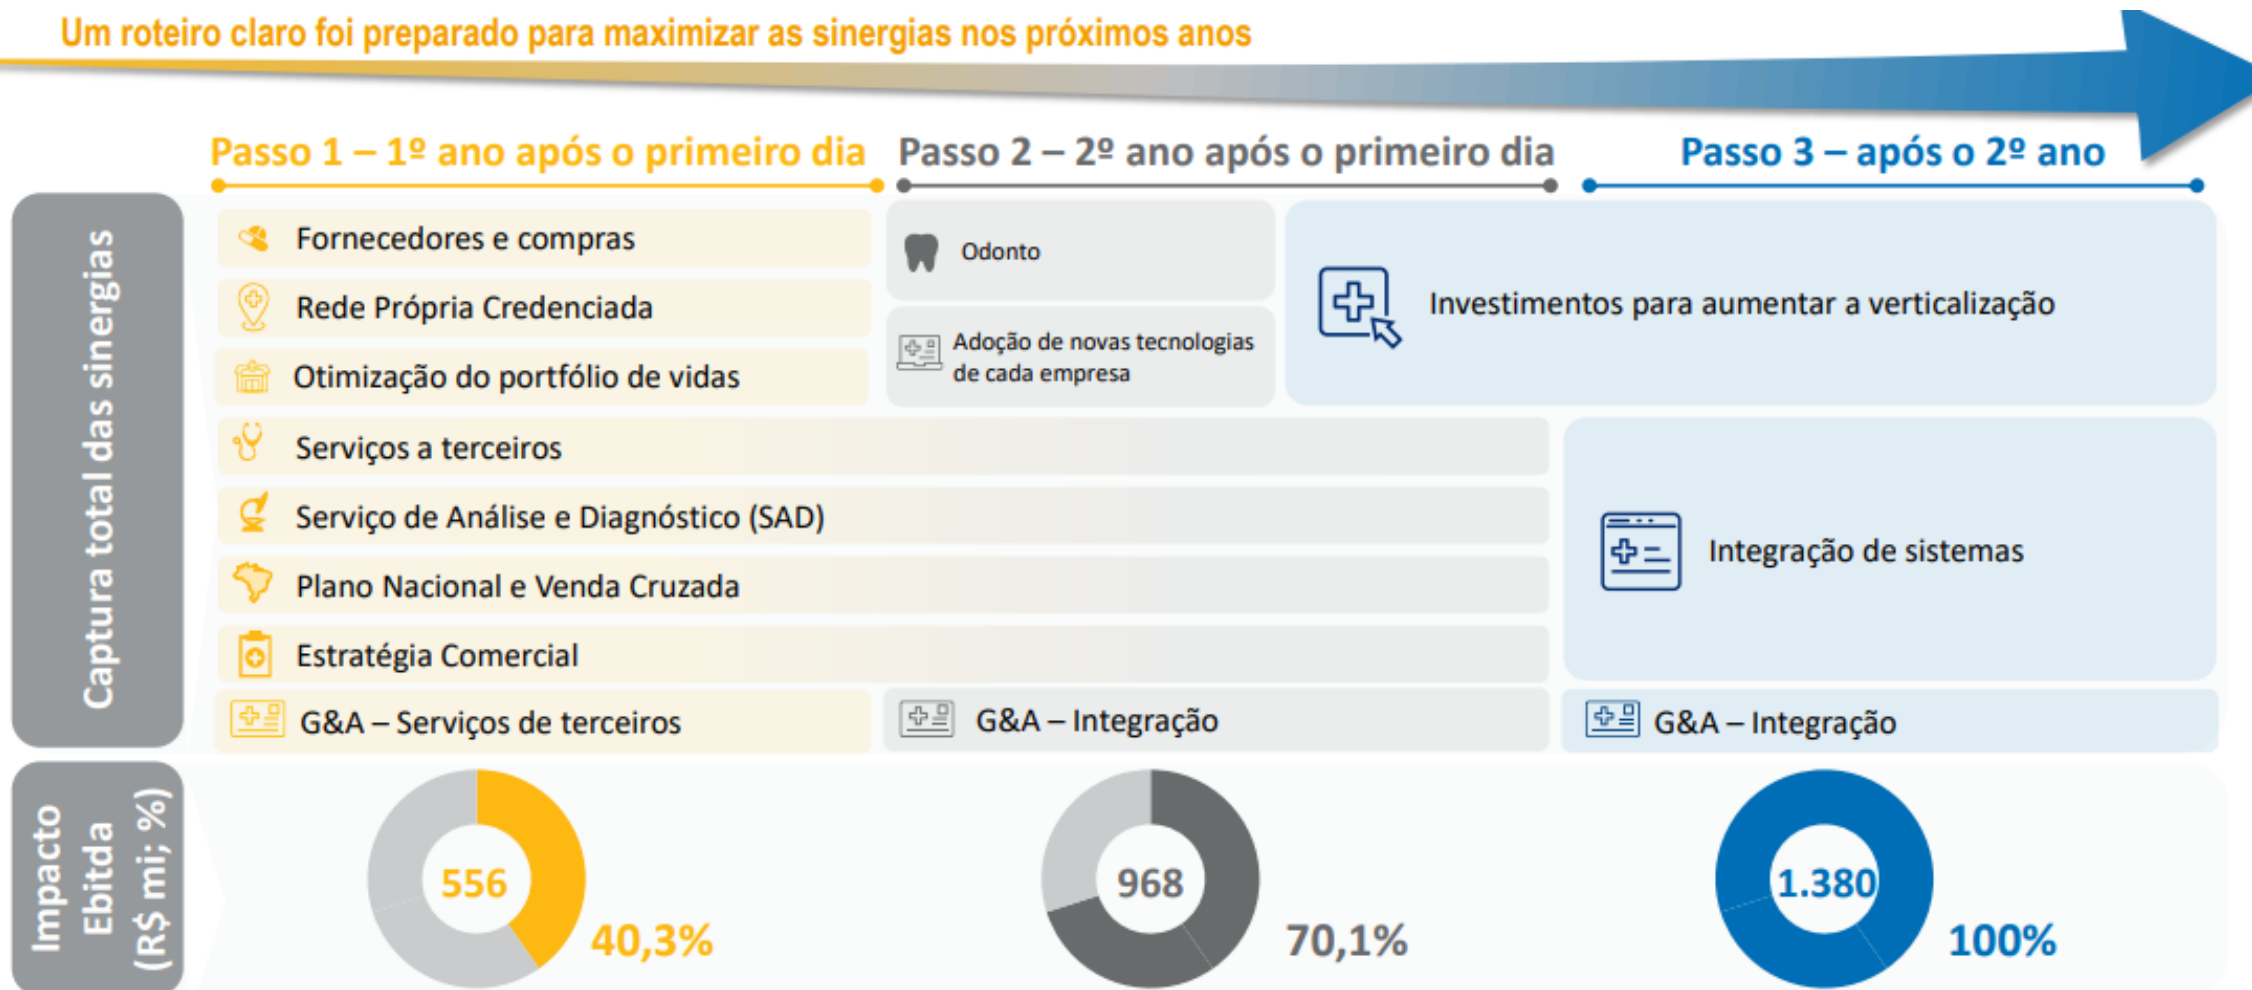 Um roteiro claro foi preparado para maximizar as sinergias nos próximos anos
Passo 1 – 1º ano após o primeiro dia
Passo 2 – 2º ano após o primeiro dia
Passo 3 – após o 2º ano
Captura total das sinergias
Fornecedores e compras
Rede Própria Credenciada
Otimização do portfólio de vidas
Serviços a terceiros
Serviço de Análise e Diagnóstico (SAD)
Plano Nacional e Venda Cruzada
Estratégia Comercial
G&A – Serviços de terceiros
Odonto
Adoção de novas tecnologias
de cada empresa
G&A – Integração
Investimentos para aumentar a verticalização
Integração de sistemas
G&A – Integração
Impacto
Ebitda
(R$ mi; %)
556
40,3%
968
70,1%
1.380
100%